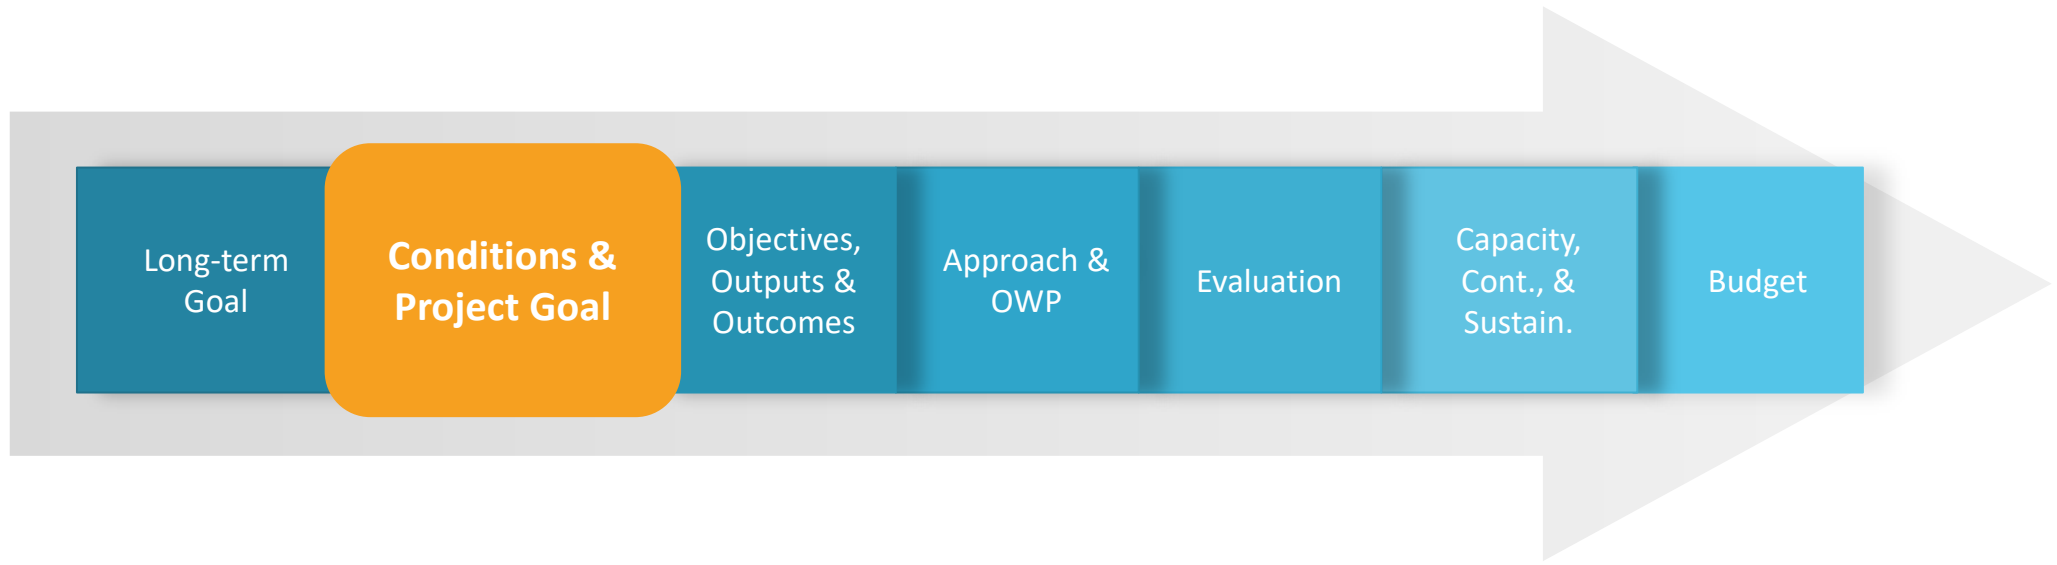 Long-term
Goal
Conditions &
Project Goal
Objectives,
Outputs &
Outcomes
Approach &
OWP
Evaluation
Capacity,
Cont., &
Sustain.
Budget